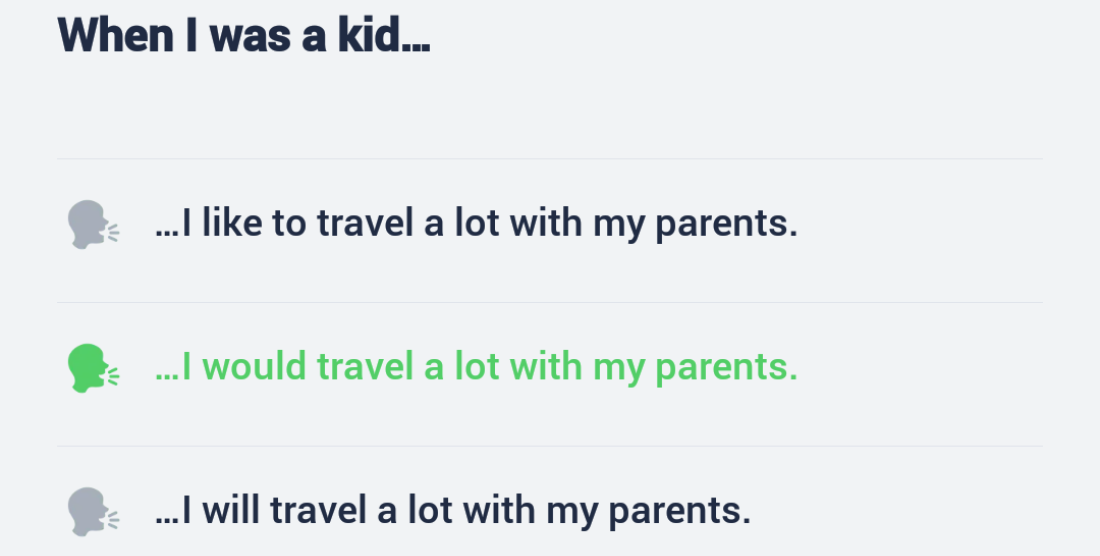 When I was a kid...
...I like to travel a lot with my parents.
...I would travel a lot with my parents.
...I will travel a lot with my parents.